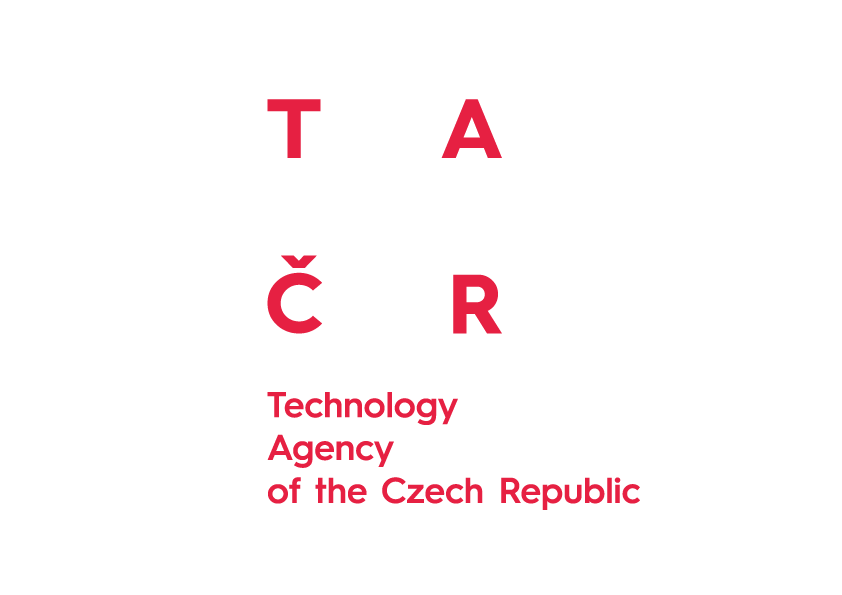 T A
Č R
Technology
Agency
of the Czech Republic